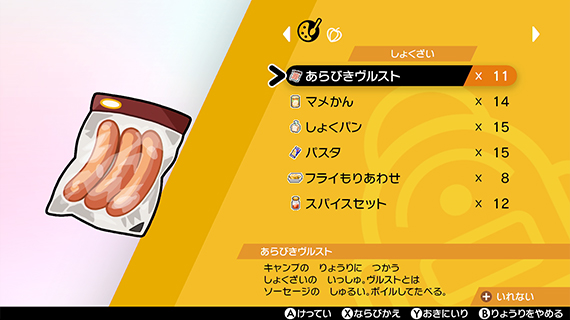 しょくざい
あらびきヴルスト × 11
マメかん × 14
しょくパン × 15
パスタ × 15
フライもりあわせ × 8
スパイスセット × 12
あらびきヴルスト
キャンプの りょうりに つかう
しょくざいの いっしゅ。ヴルストとは
ソーセージの しゅるい。ボイルしてたべる。
+ いれない
Aけってい Xならびかえ Yおきにいり Bりょうりをやめる